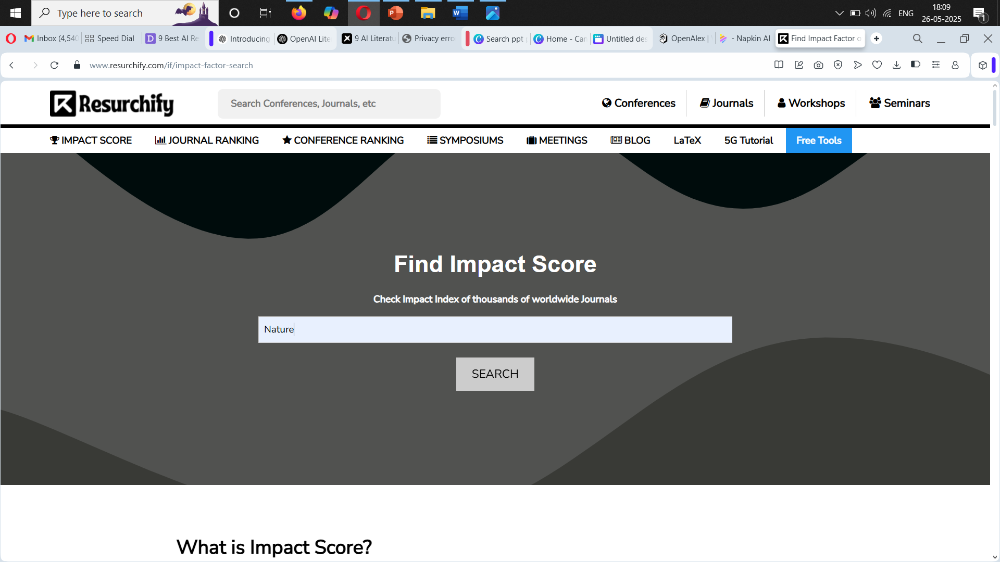 Type here to search
ENG
18:09
26-05-2025
1
Inbox (4,540
Speed Dial
9 Best AI Re
Introducing
OpenAI Lite
9 AI Literatu
Privacy erro
Search ppt
Home - Can
Untitled des
OpenAlex |
- Napkin AI
Find Impact Factor o
www.resurchify.com/if/impact-factor-search
Resurchify
Search Conferences, Journals, etc
Conferences
Journals
Workshops
Seminars
IMPACT SCORE
JOURNAL RANKING
CONFERENCE RANKING
SYMPOSIUMS
MEETINGS
BLOG
LaTeX
5G Tutorial
Free Tools
Find Impact Score
Check Impact Index of thousands of worldwide Journals
Nature
SEARCH
What is Impact Score?